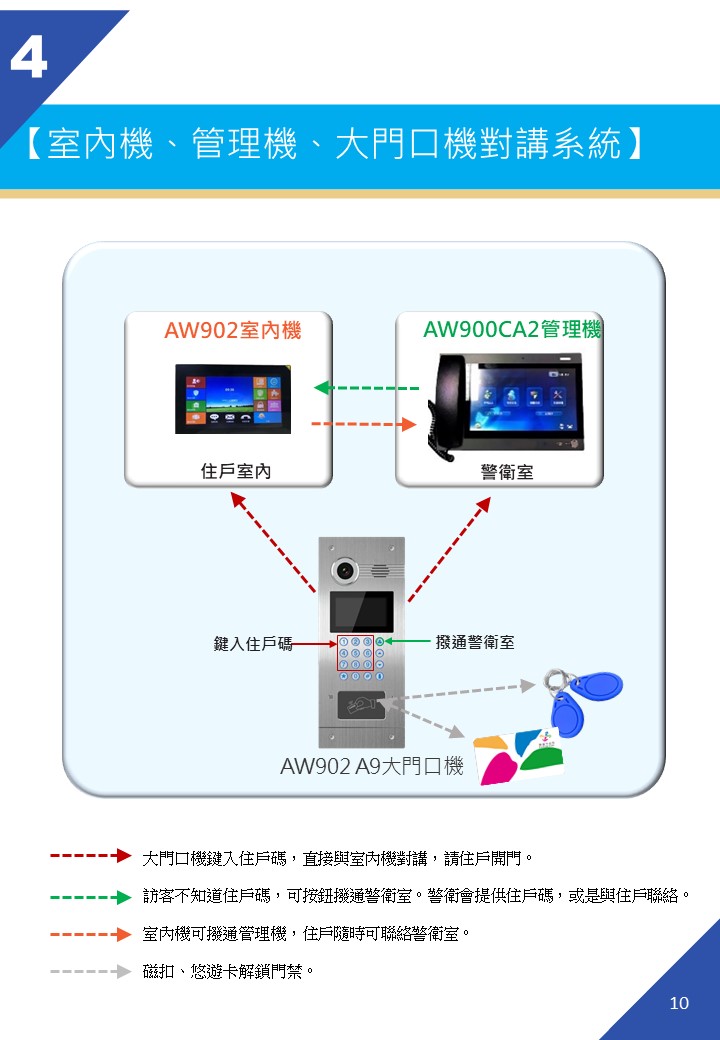 4
【室內機、管理機、大門口機對講系統】
AW902室內機
AW900CA2管理機
住戶室內
警衛室
鍵入住戶碼
撥通警衛室
AW902 A9大門口機
大門口機鍵入住戶碼，直接與室內機對講，請住戶開門。
訪客不知道住戶碼，可按鈕撥通警衛室。警衛會提供住戶碼，或是與住戶聯絡。
室內機可撥通管理機，住戶隨時可聯絡警衛室。
磁扣、悠遊卡解鎖門禁。
10